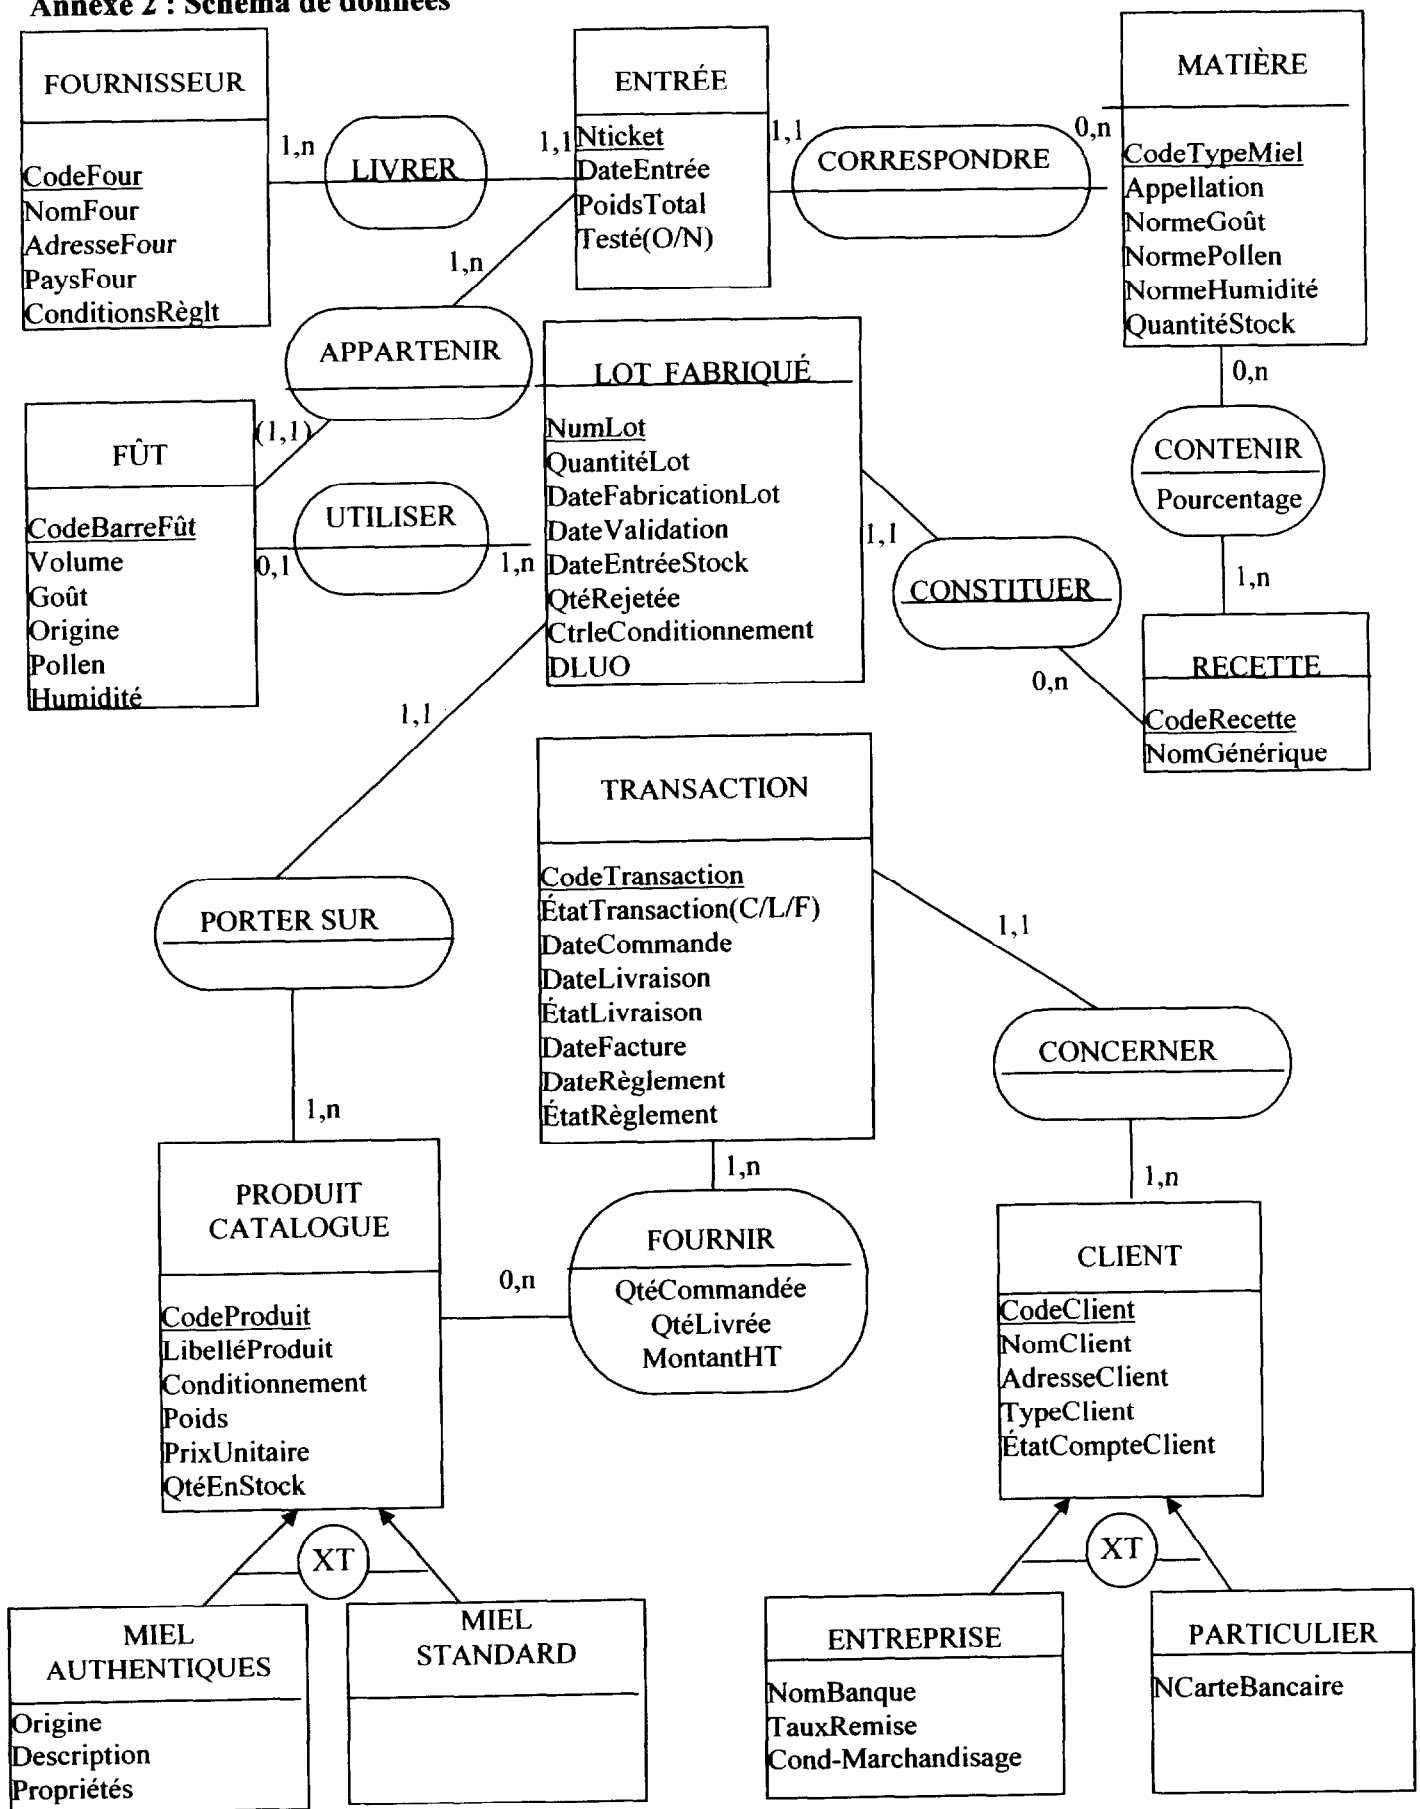 Annexe 2 : Schéma de données
FOURNISSEUR
CodeFour
NomFour
AdresseFour
PaysFour
ConditionsRèglt
1,n
LIVRER
1,1
ENTRÉE
Nticket
DateEntrée
PoidsTotal
Testé(O/N)
1,1
CORRESPONDRE
0,n
MATIÈRE
CodeTypeMiel
Appellation
NormeGoût
NormePollen
NormeHumidité
QuantitéStock
1,n
APPARTENIR
(1,1)
FÛT
CodeBarreFût
Volume
Goût
Origine
Pollen
Humidité
0,1
UTILISER
1,n
LOT FABRIQUÉ
NumLot
QuantitéLot
DateFabricationLot
DateValidation
DateEntréeStock
QtéRejetée
CtrleConditionnement
DLUO
1,1
CONSTITUER
0,n
0,n
CONTENIR
Pourcentage
1,n
RECETTE
CodeRecette
NomGénérique
1,1
PORTER SUR
1,n
TRANSACTION
CodeTransaction
ÉtatTransaction(C/L/F)
DateCommande
DateLivraison
ÉtatLivraison
DateFacture
DateRèglement
ÉtatRèglement
1,1
CONCERNER
1,n
PRODUIT
CATALOGUE
CodeProduit
LibelléProduit
Conditionnement
Poids
PrixUnitaire
QtéEnStock
0,n
1,n
FOURNIR
QtéCommandée
QtéLivrée
MontantHT
CLIENT
CodeClient
NomClient
AdresseClient
TypeClient
ÉtatCompteClient
XT
XT
MIEL
AUTHENTIQUES
Origine
Description
Propriétés
MIEL
STANDARD
ENTREPRISE
NomBanque
TauxRemise
Cond-Marchandisage
PARTICULIER
NCarteBancaire